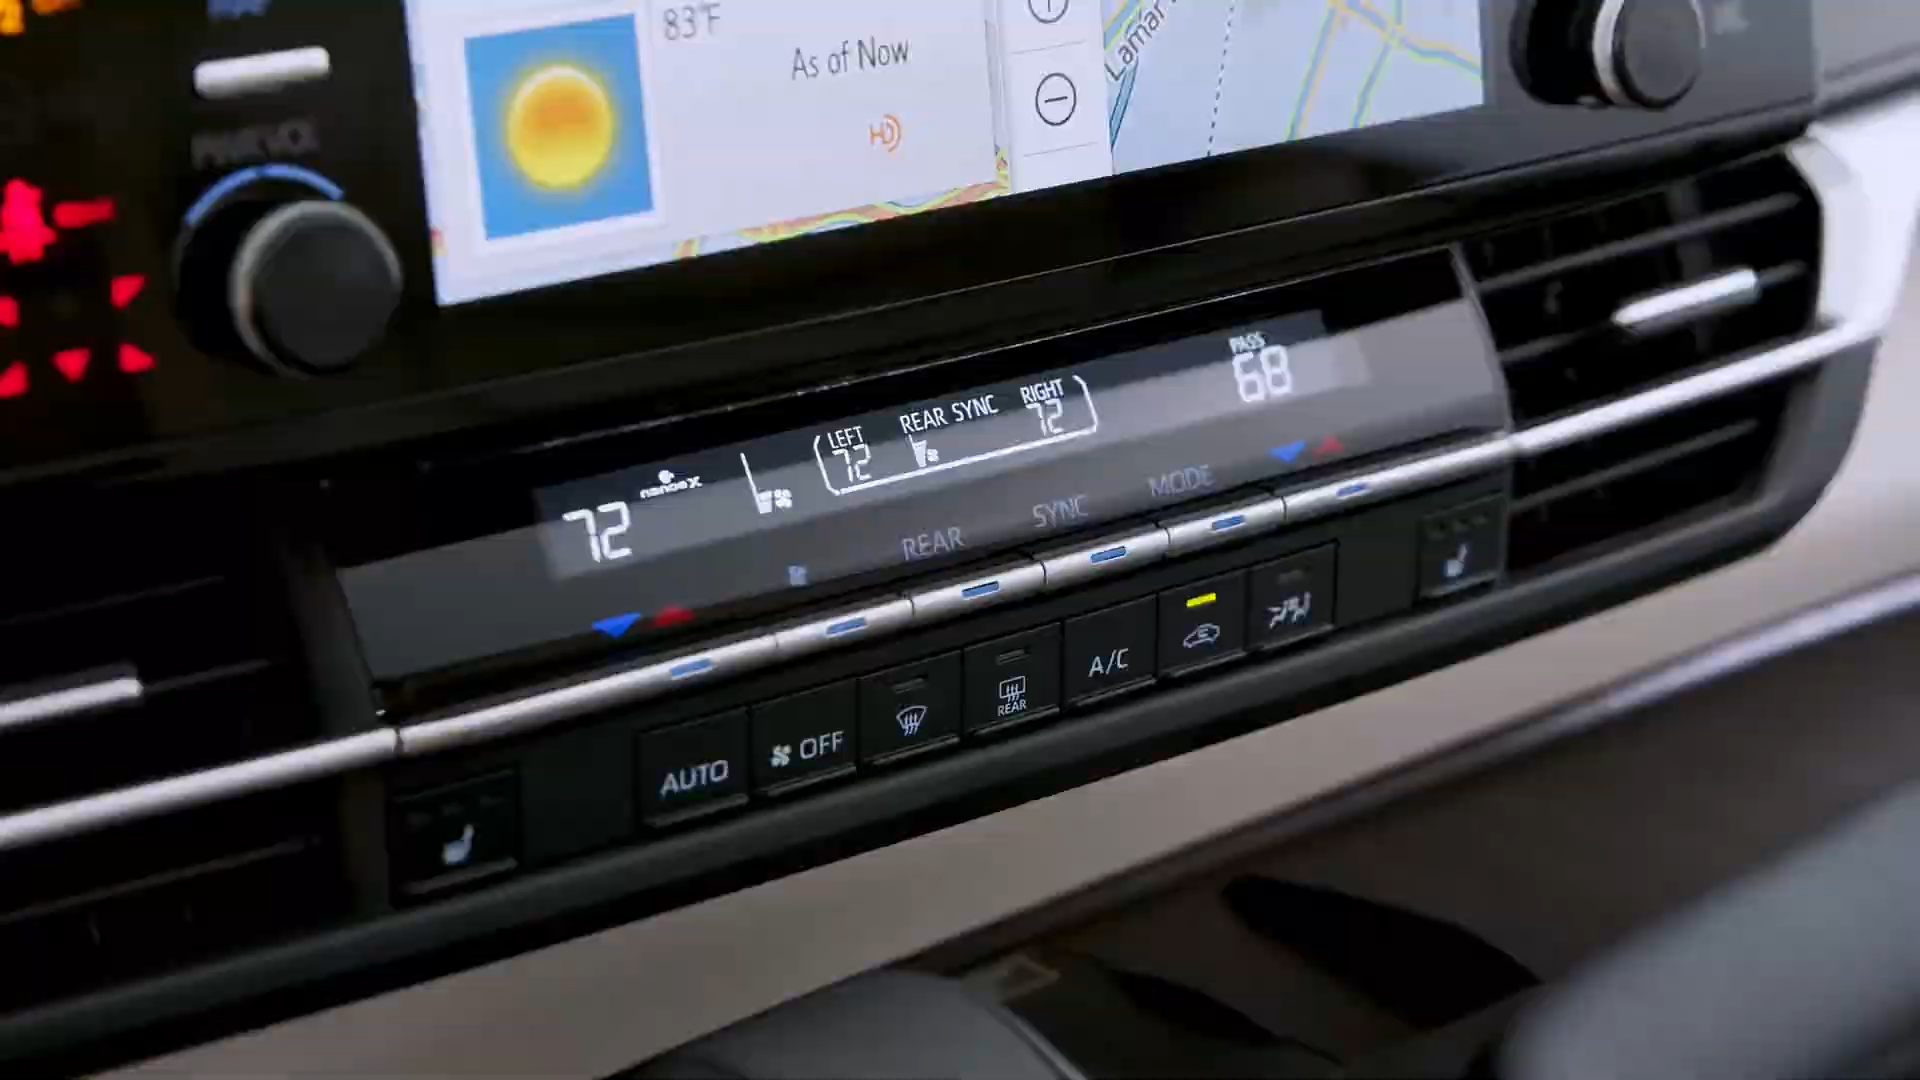 83°F
As of Now
HD
Lamar
PWR VOL
PASS
68
LEFT
72
REAR SYNC
RIGHT
72
72
nanoe X
REAR
SYNC
MODE
AUTO
OFF
REAR
A/C